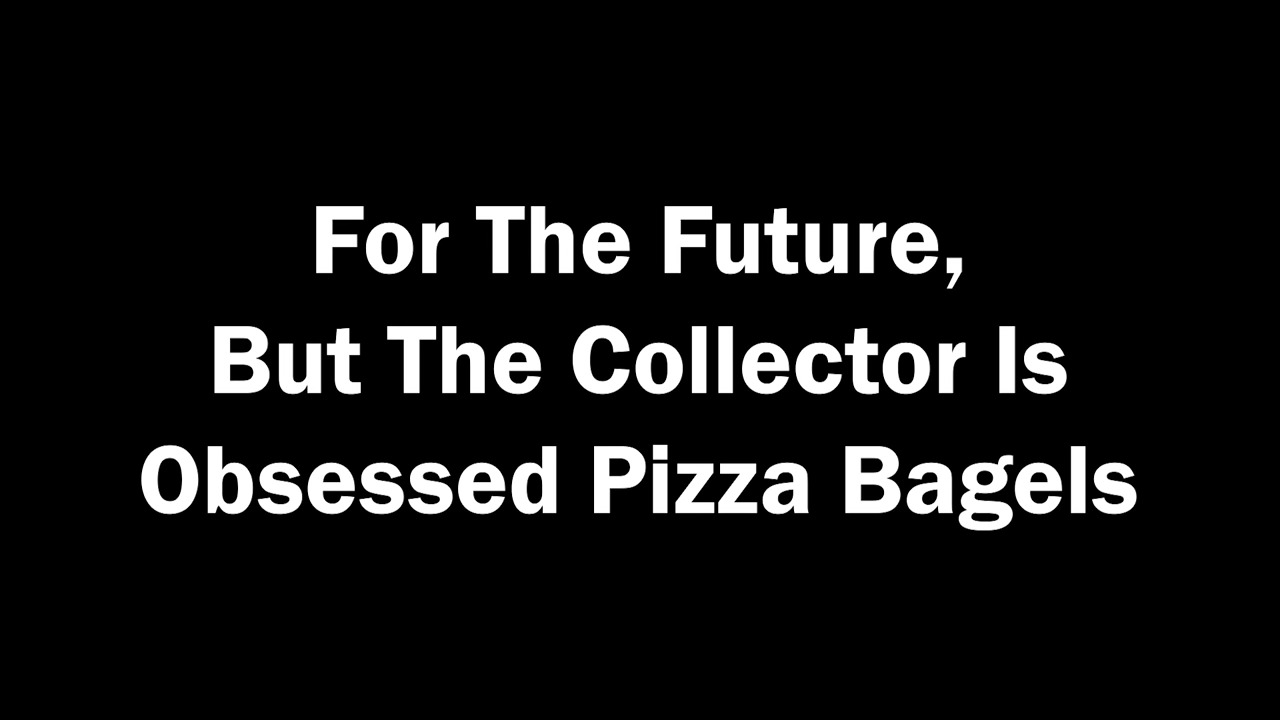 For The Future,
But The Collector Is
Obsessed Pizza Bagels